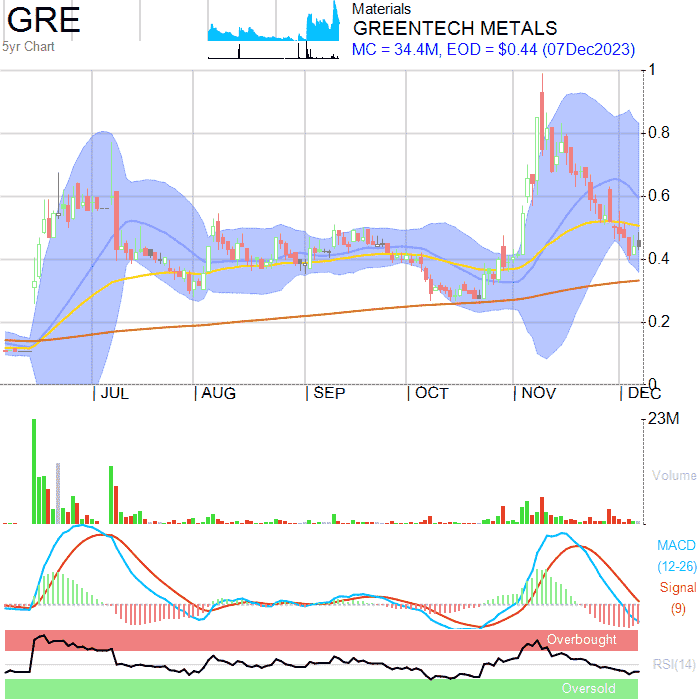 GRE
5yr Chart
Materials
GREENTECH METALS
MC = 34.4M, EOD = $0.44 (07Dec2023)
1
0.8
0.6
0.4
0.2
0
JUL AUG SEP OCT NOV DEC
23M
Volume
MACD
(12-26)
Signal
(9)
Overbought
RSI(14)
Oversold